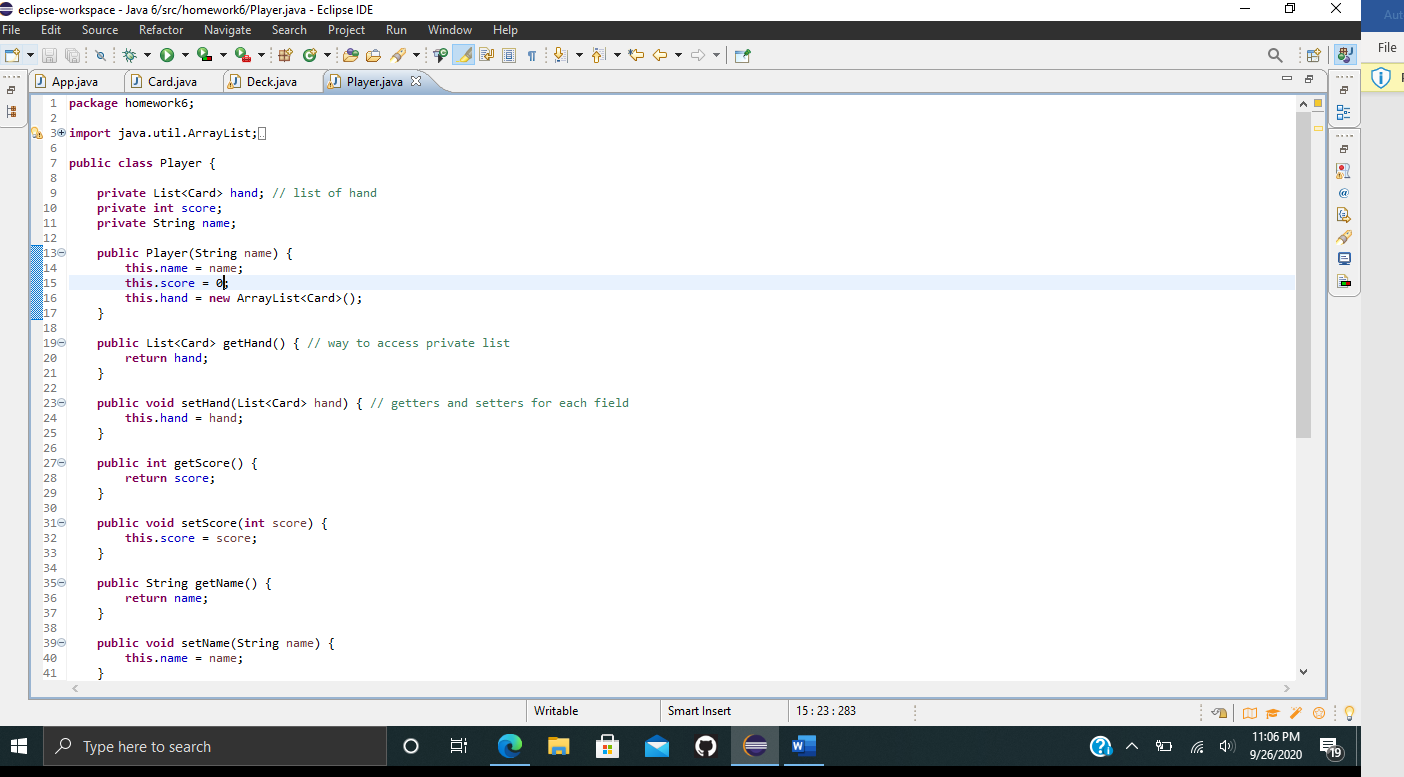 eclipse-workspace - Java 6/src/homework6/Player.java - Eclipse IDE
File Edit Source Refactor Navigate Search Project Run Window Help
File
App.java Card.java Deck.java Player.java
1 package homework6;
2
3 import java.util.ArrayList;
6
7 public class Player {
8
9 private List<Card> hand; // list of hand
10 private int score;
11 private String name;
12
13 public Player(String name) {
14 this.name = name;
15 this.score = 0;
16 this.hand = new ArrayList<Card>();
17 }
18
19 public List<Card> getHand() { // way to access private list
20 return hand;
21 }
22
23 public void setHand(List<Card> hand) { // getters and setters for each field
24 this.hand = hand;
25 }
26
27 public int getScore() {
28 return score;
29 }
30
31 public void setScore(int score) {
32 this.score = score;
33 }
34
35 public String getName() {
36 return name;
37 }
38
39 public void setName(String name) {
40 this.name = name;
41 }
Writable Smart Insert 15 : 23 : 283
Type here to search
11:06 PM
9/26/2020
19